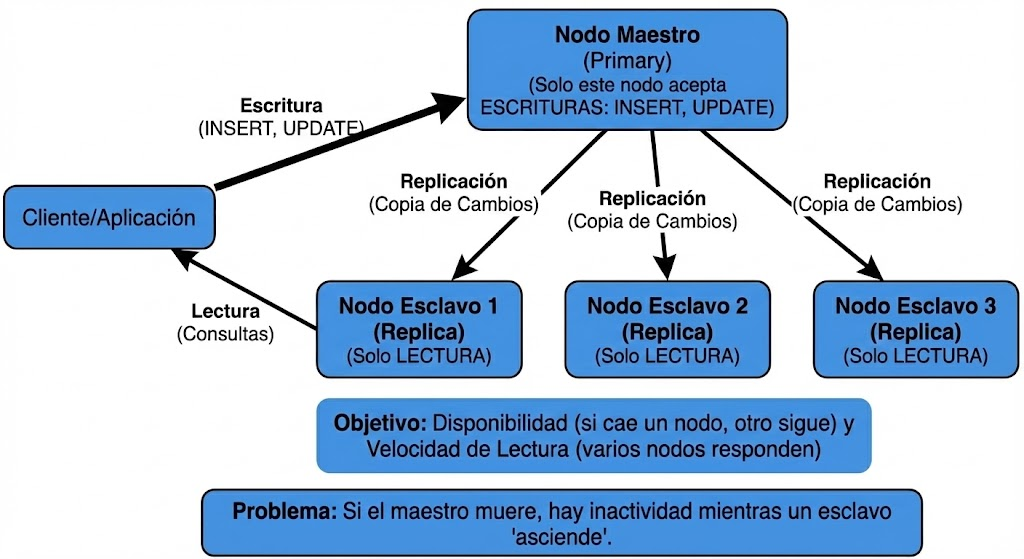 Nodo Maestro
(Primary)
(Solo este nodo acepta
ESCRITURAS: INSERT, UPDATE)
Escritura
(INSERT, UPDATE)
Cliente/Aplicación
Replicación
(Copia de Cambios)
Replicación
(Copia de Cambios)
Replicación
(Copia de Cambios)
Lectura
(Consultas)
Nodo Esclavo 1
(Replica)
(Solo LECTURA)
Nodo Esclavo 2
(Replica)
(Solo LECTURA)
Nodo Esclavo 3
(Replica)
(Solo LECTURA)
Objetivo: Disponibilidad (si cae un nodo, otro sigue) y
Velocidad de Lectura (varios nodos responden)
Problema: Si el maestro muere, hay inactividad mientras un esclavo
'asciende'.